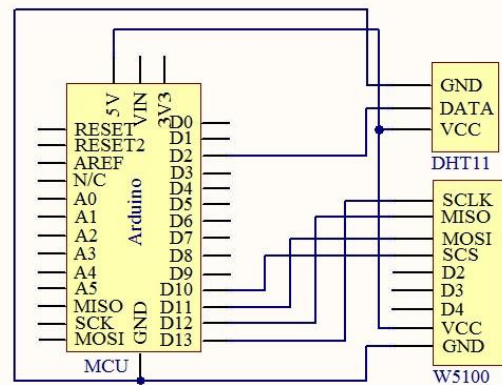 5V
VIN
3V3
RESET
RESET2
AREF
N/C
A0
A1
A2
A3
A4
A5
MISO
SCK
MOSI
Arduino
GND
D0
D1
D2
D3
D4
D5
D6
D7
D8
D9
D10
D11
D12
D13
MCU
GND
DATA
VCC
DHT11
SCLK
MISO
MOSI
SCS
D2
D3
D4
VCC
GND
W5100